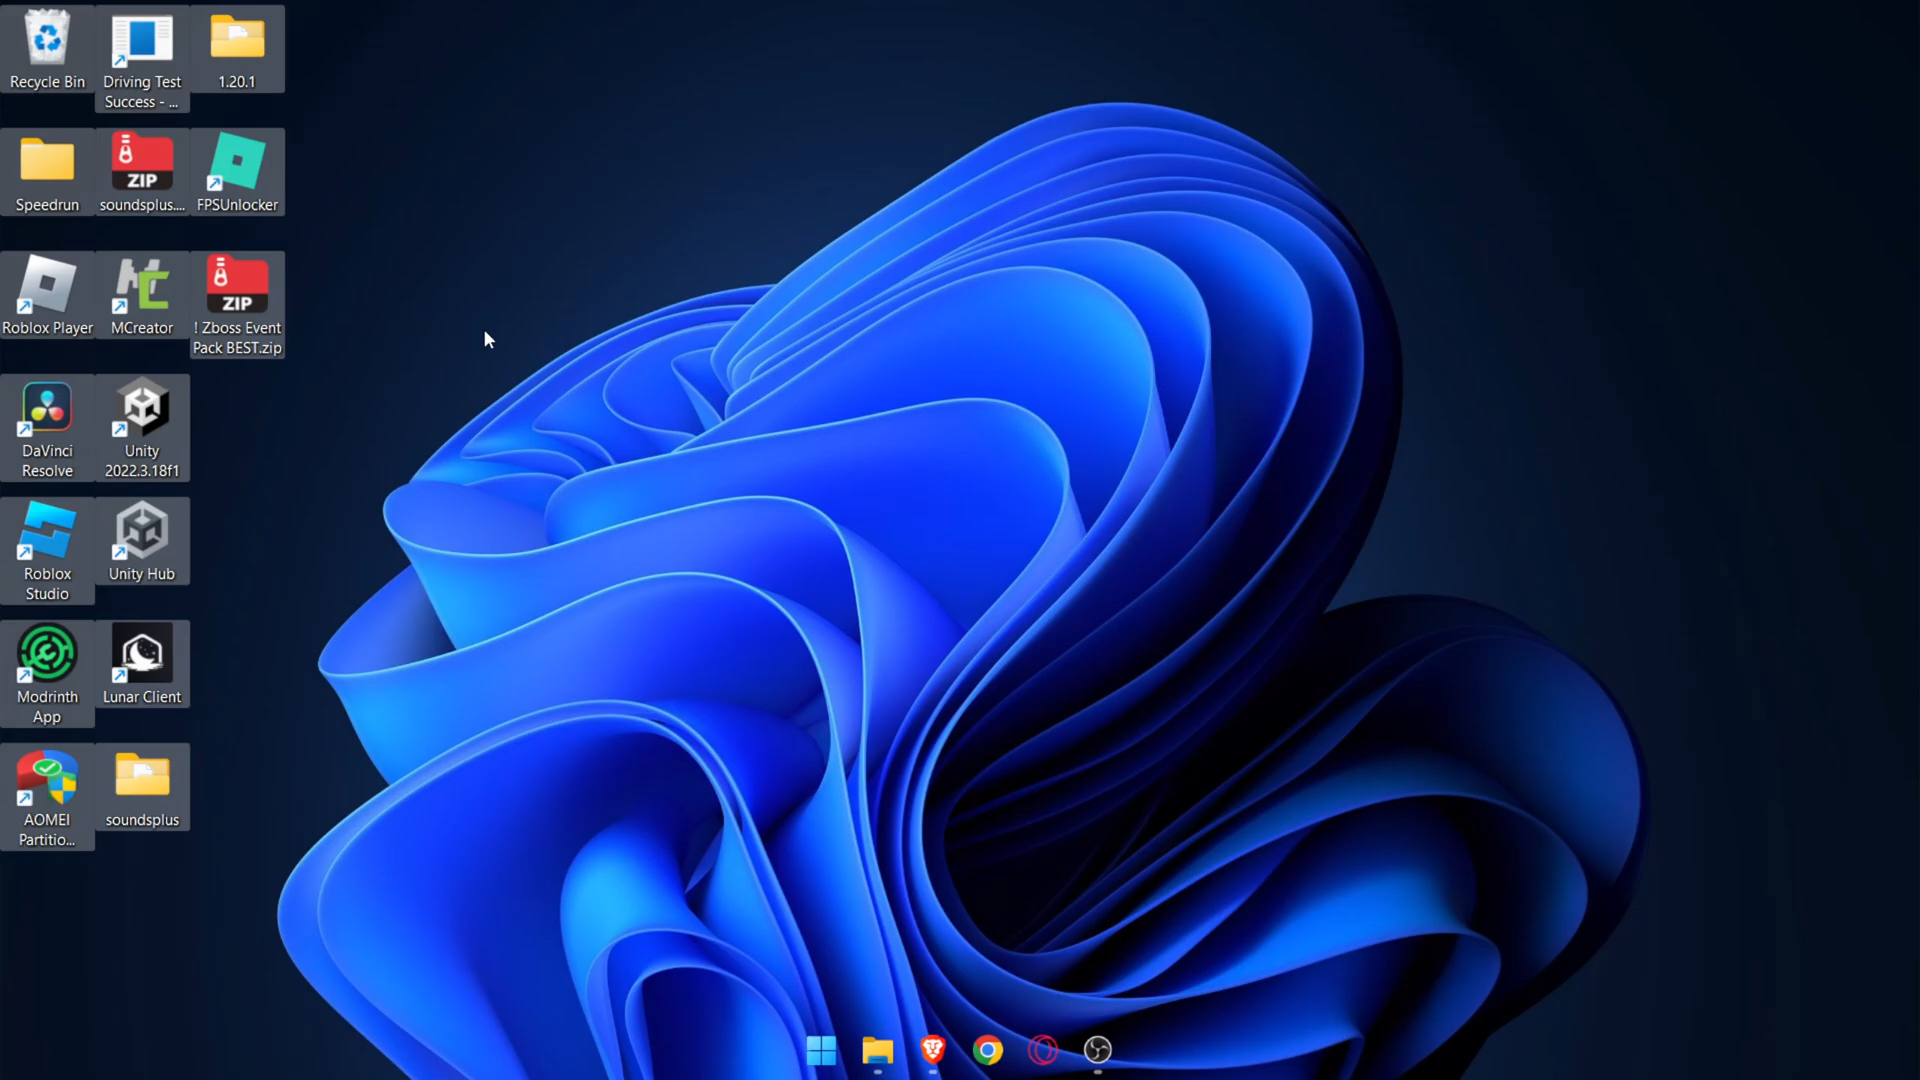 Recycle Bin
Driving Test
Success - ...
1.20.1
Speedrun
ZIP
soundsplus....
FPSUnlocker
Roblox Player
MCreator
ZIP
! Zboss Event
Pack BEST.zip
DaVinci
Resolve
Unity
2022.3.18f1
Roblox
Studio
Unity Hub
Modrinth
App
Lunar Client
AOMEI
Partitio...
soundsplus